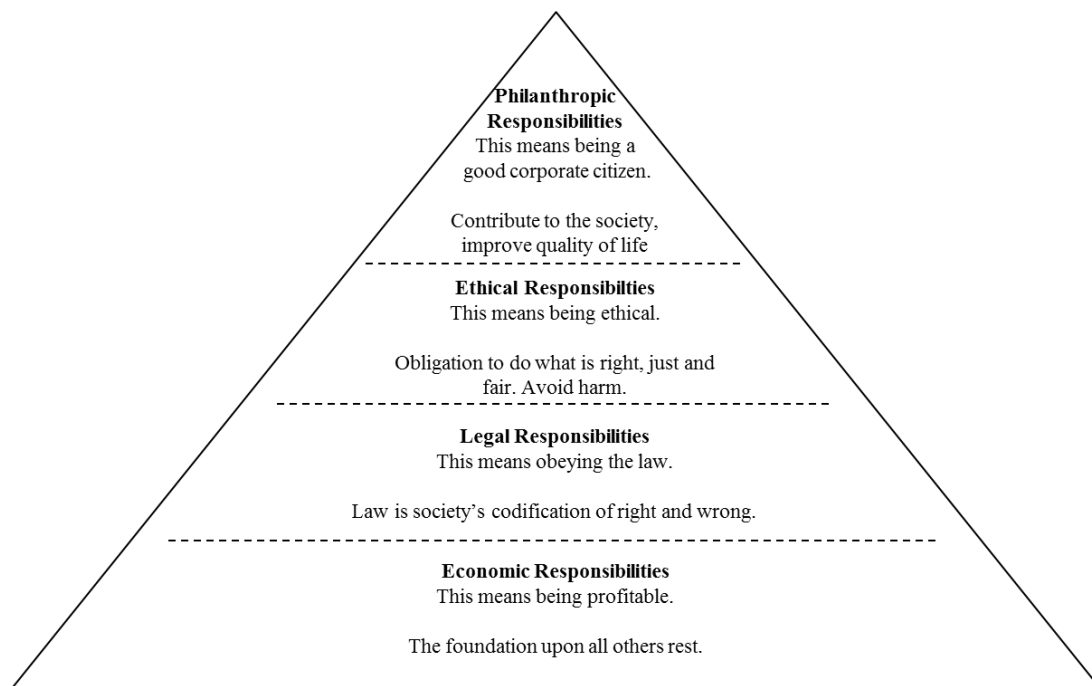 Philanthropic
Responsibilities
This means being a
good corporate citizen.
Contribute to the society,
improve quality of life
Ethical Responsibilties
This means being ethical.
Obligation to do what is right, just and
fair. Avoid harm.
Legal Responsibilities
This means obeying the law.
Law is society’s codification of right and wrong.
Economic Responsibilities
This means being profitable.
The foundation upon all others rest.